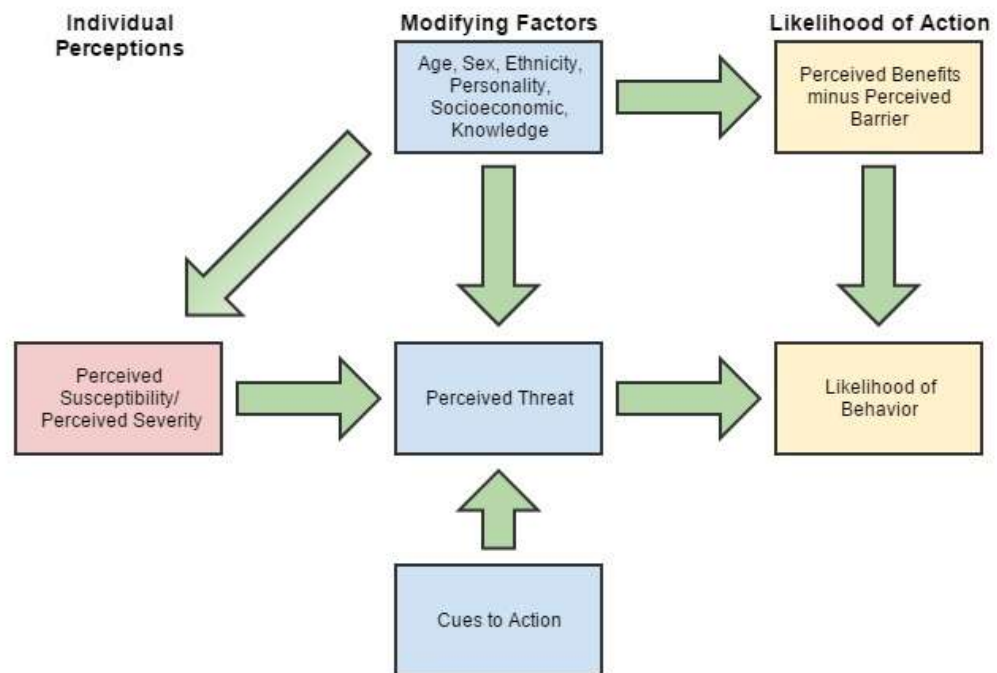 Individual
Perceptions
Modifying Factors
Likelihood of Action
Age, Sex, Ethnicity,
Personality,
Socioeconomic,
Knowledge
Perceived Benefits
minus Perceived
Barrier
Perceived
Susceptibility/
Perceived Severity
Perceived Threat
Likelihood of
Behavior
Cues to Action